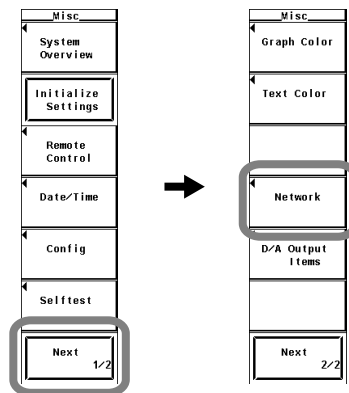 Misc
System
Overview
Initialize
Settings
Remote
Control
Date/Time
Config
Selftest
Next
1/2
Misc
Graph Color
Text Color
Network
D/A Output
Items
Next
2/2